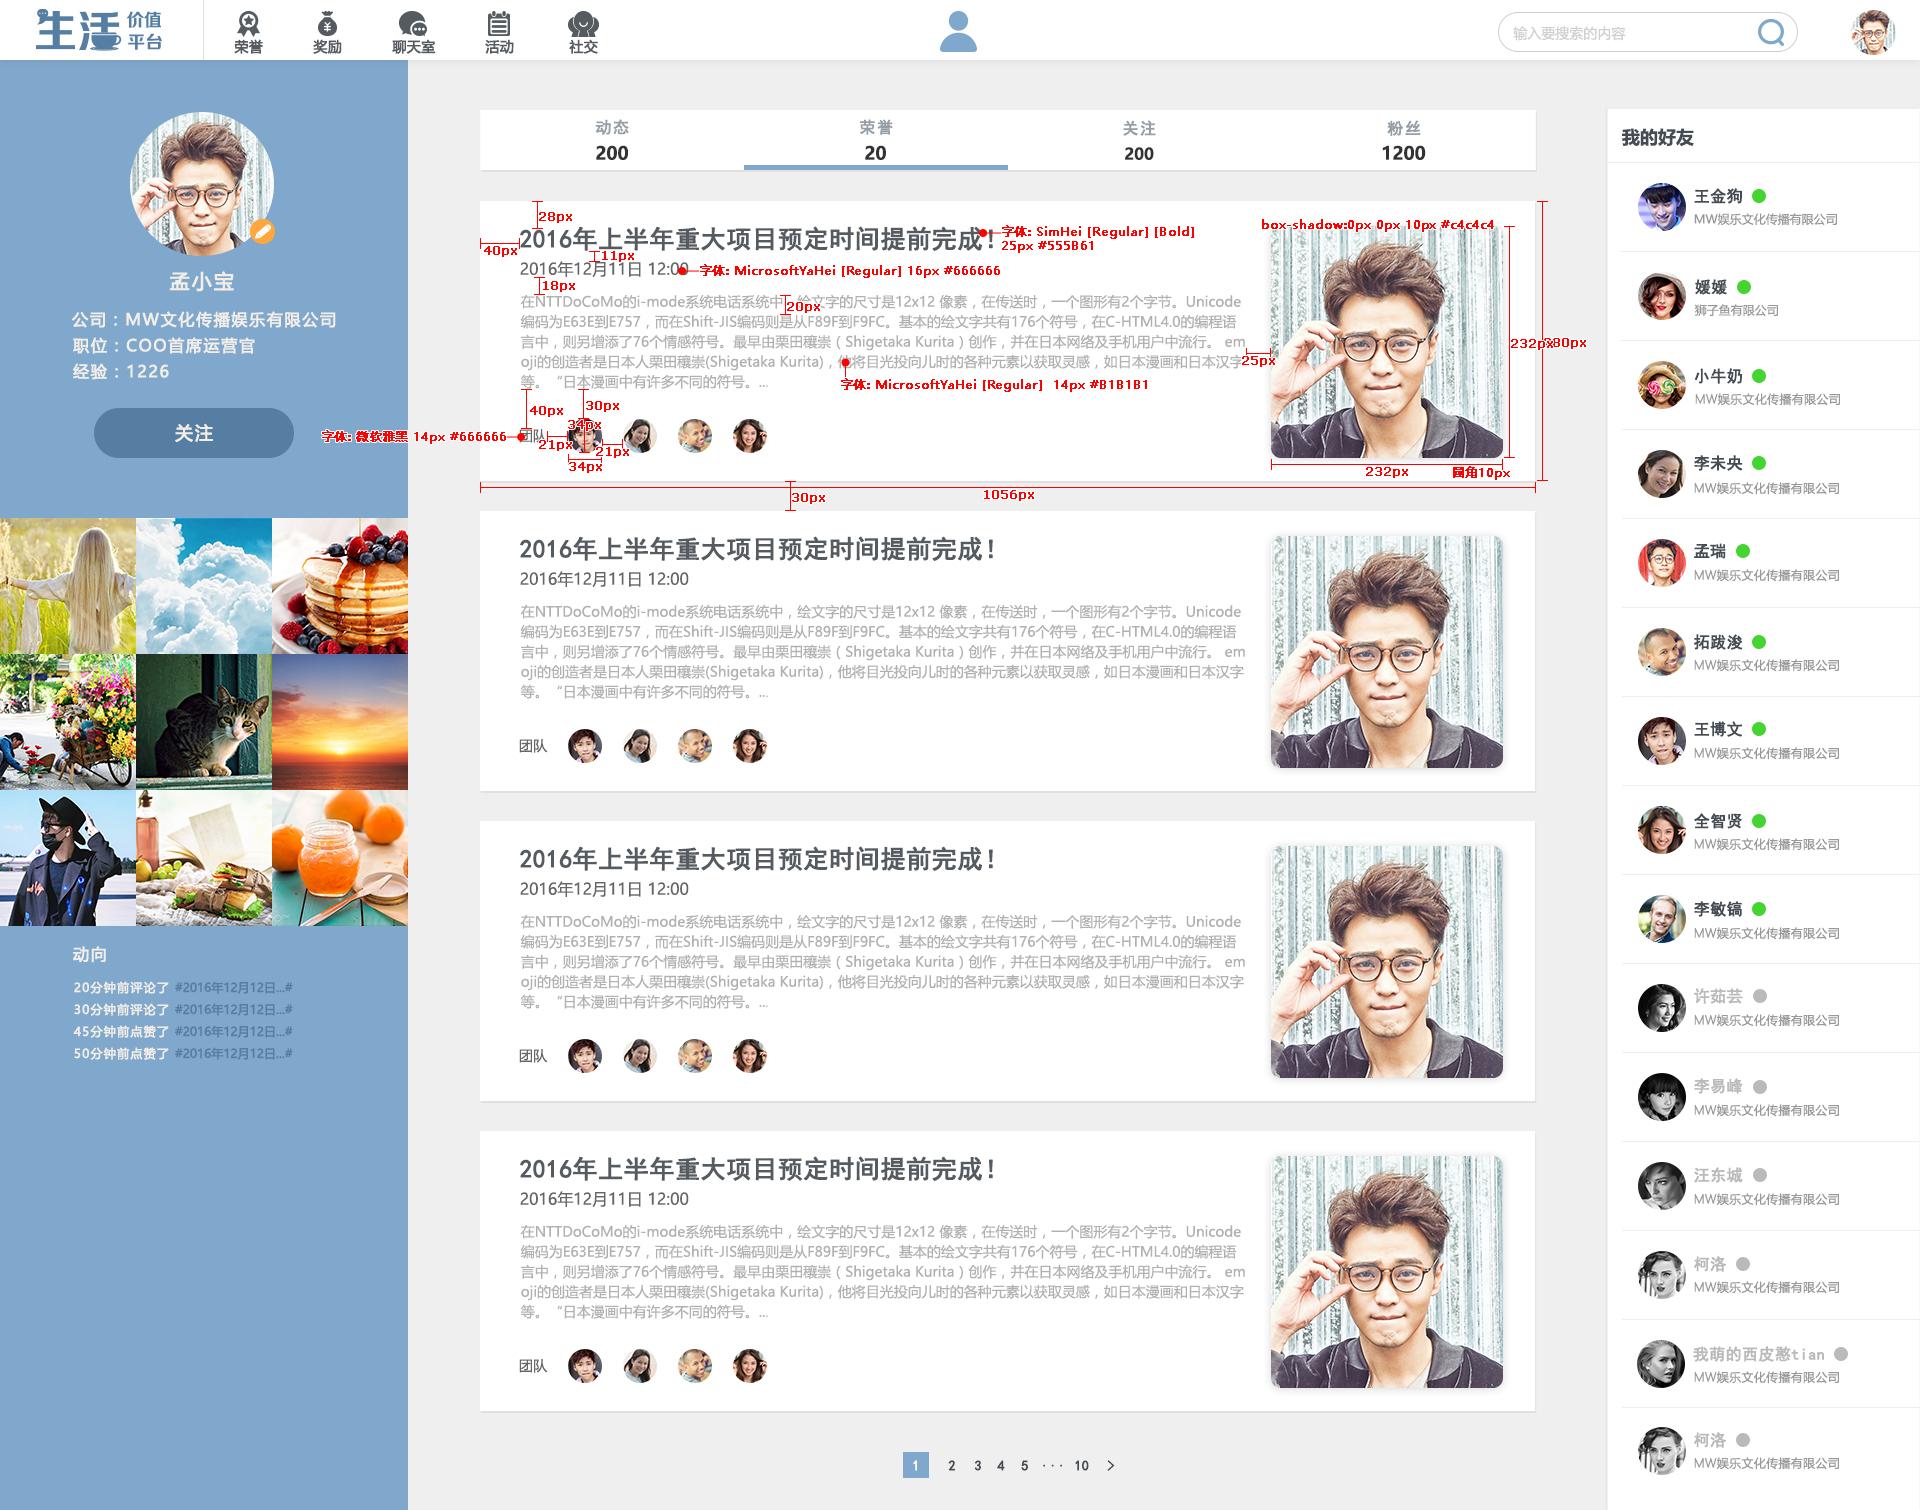 生活 价值
平台
荣誉
奖励
聊天室
活动
社交
输入要搜索的内容
孟小宝
公司：MW文化传播娱乐有限公司
职位：COO首席运营官
经验：1226
关注
动向
20分钟前评论了 #2016年12月12日...#
30分钟前评论了 #2016年12月12日...#
45分钟前点赞了 #2016年12月12日...#
50分钟前点赞了 #2016年12月12日...#
动态
200
荣誉
20
关注
200
粉丝
1200
28px
40px
2016年上半年重大项目预定时间提前完成！
字体: SimHei [Regular] [Bold]
25px #555B61
box-shadow:0px 0px 10px #c4c4c4
11px
2016年12月11日 12:00
字体: MicrosoftYaHei [Regular] 16px #666666
18px
20px
在NTTDoCoMo的i-mode系统电话系统中，绘文字的尺寸是12x12 像素，在传送时，一个图形有2个字节。Unicode
编码为E63E到E757，而在Shift-JIS编码则是从F89F到F9FC。基本的绘文字共有176个符号，在C-HTML4.0的编程语
言中，则另增添了76个情感符号。最早由栗田穰崇（Shigetaka Kurita）创作，并在日本网络及手机用户中流行。 em
oji的创造者是日本人栗田穰崇(Shigetaka Kurita)，他将目光投向儿时的各种元素以获取灵感，如日本漫画和日本汉字
等。 “日本漫画中有许多不同的符号。...
字体: MicrosoftYaHei [Regular]  14px #B1B1B1
25px
232px
280px
40px
30px
34px
字体: 微软雅黑 14px #666666
团队
21px
21px
34px
232px
圆角10px
1056px
30px
2016年上半年重大项目预定时间提前完成！
2016年12月11日 12:00
在NTTDoCoMo的i-mode系统电话系统中，绘文字的尺寸是12x12 像素，在传送时，一个图形有2个字节。Unicode
编码为E63E到E757，而在Shift-JIS编码则是从F89F到F9FC。基本的绘文字共有176个符号，在C-HTML4.0的编程语
言中，则另增添了76个情感符号。最早由栗田穰崇（Shigetaka Kurita）创作，并在日本网络及手机用户中流行。 em
oji的创造者是日本人栗田穰崇(Shigetaka Kurita)，他将目光投向儿时的各种元素以获取灵感，如日本漫画和日本汉字
等。 “日本漫画中有许多不同的符号。...
团队
2016年上半年重大项目预定时间提前完成！
2016年12月11日 12:00
在NTTDoCoMo的i-mode系统电话系统中，绘文字的尺寸是12x12 像素，在传送时，一个图形有2个字节。Unicode
编码为E63E到E757，而在Shift-JIS编码则是从F89F到F9FC。基本的绘文字共有176个符号，在C-HTML4.0的编程语
言中，则另增添了76个情感符号。最早由栗田穰崇（Shigetaka Kurita）创作，并在日本网络及手机用户中流行。 em
oji的创造者是日本人栗田穰崇(Shigetaka Kurita)，他将目光投向儿时的各种元素以获取灵感，如日本漫画和日本汉字
等。 “日本漫画中有许多不同的符号。...
团队
2016年上半年重大项目预定时间提前完成！
2016年12月11日 12:00
在NTTDoCoMo的i-mode系统电话系统中，绘文字的尺寸是12x12 像素，在传送时，一个图形有2个字节。Unicode
编码为E63E到E757，而在Shift-JIS编码则是从F89F到F9FC。基本的绘文字共有176个符号，在C-HTML4.0的编程语
言中，则另增添了76个情感符号。最早由栗田穰崇（Shigetaka Kurita）创作，并在日本网络及手机用户中流行。 em
oji的创造者是日本人栗田穰崇(Shigetaka Kurita)，他将目光投向儿时的各种元素以获取灵感，如日本漫画和日本汉字
等。 “日本漫画中有许多不同的符号。...
团队
1 2 3 4 5 ··· 10 >
我的好友
王金狗
MW娱乐文化传播有限公司
媛媛
狮子鱼有限公司
小牛奶
MW娱乐文化传播有限公司
李未央
MW娱乐文化传播有限公司
孟瑞
MW娱乐文化传播有限公司
拓跋浚
MW娱乐文化传播有限公司
王博文
MW娱乐文化传播有限公司
全智贤
MW娱乐文化传播有限公司
李敏镐
MW娱乐文化传播有限公司
许茹芸
MW娱乐文化传播有限公司
李易峰
MW娱乐文化传播有限公司
汪东城
MW娱乐文化传播有限公司
柯洛
MW娱乐文化传播有限公司
我萌的西皮憨tian
MW娱乐文化传播有限公司
柯洛
MW娱乐文化传播有限公司